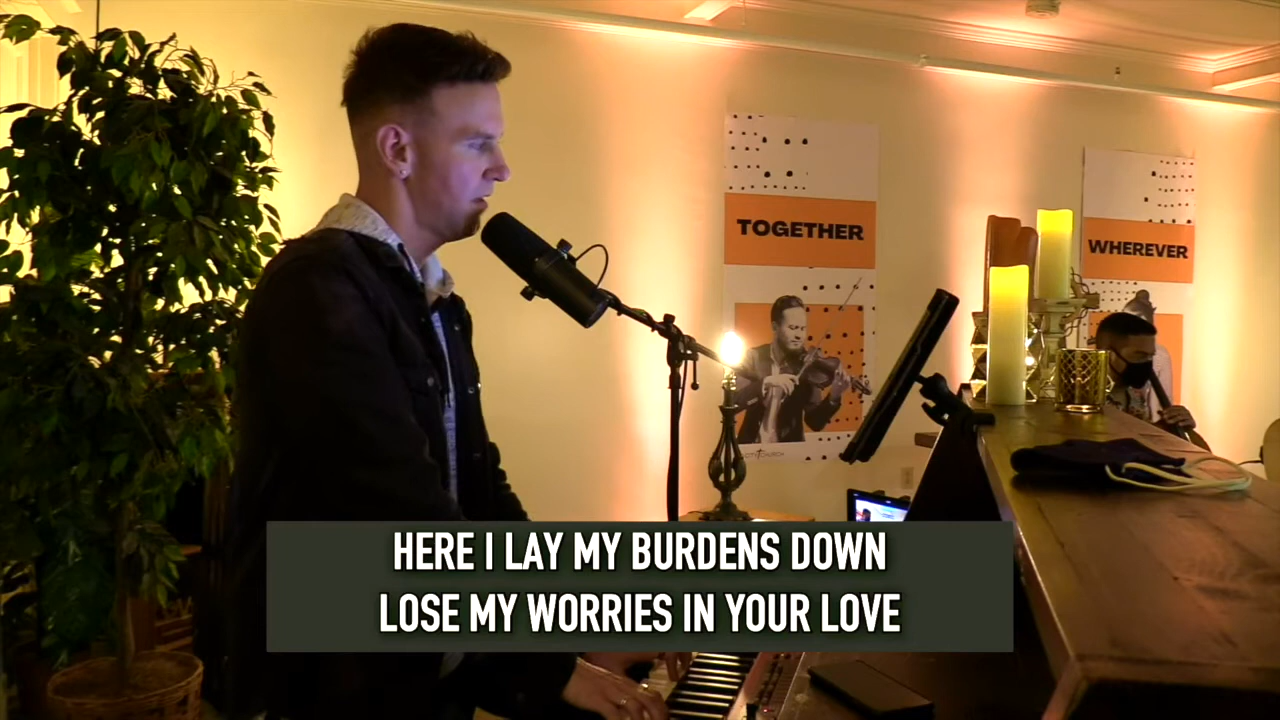 TOGETHER
WHEREVER
HERE I LAY MY BURDENS DOWN
LOSE MY WORRIES IN YOUR LOVE